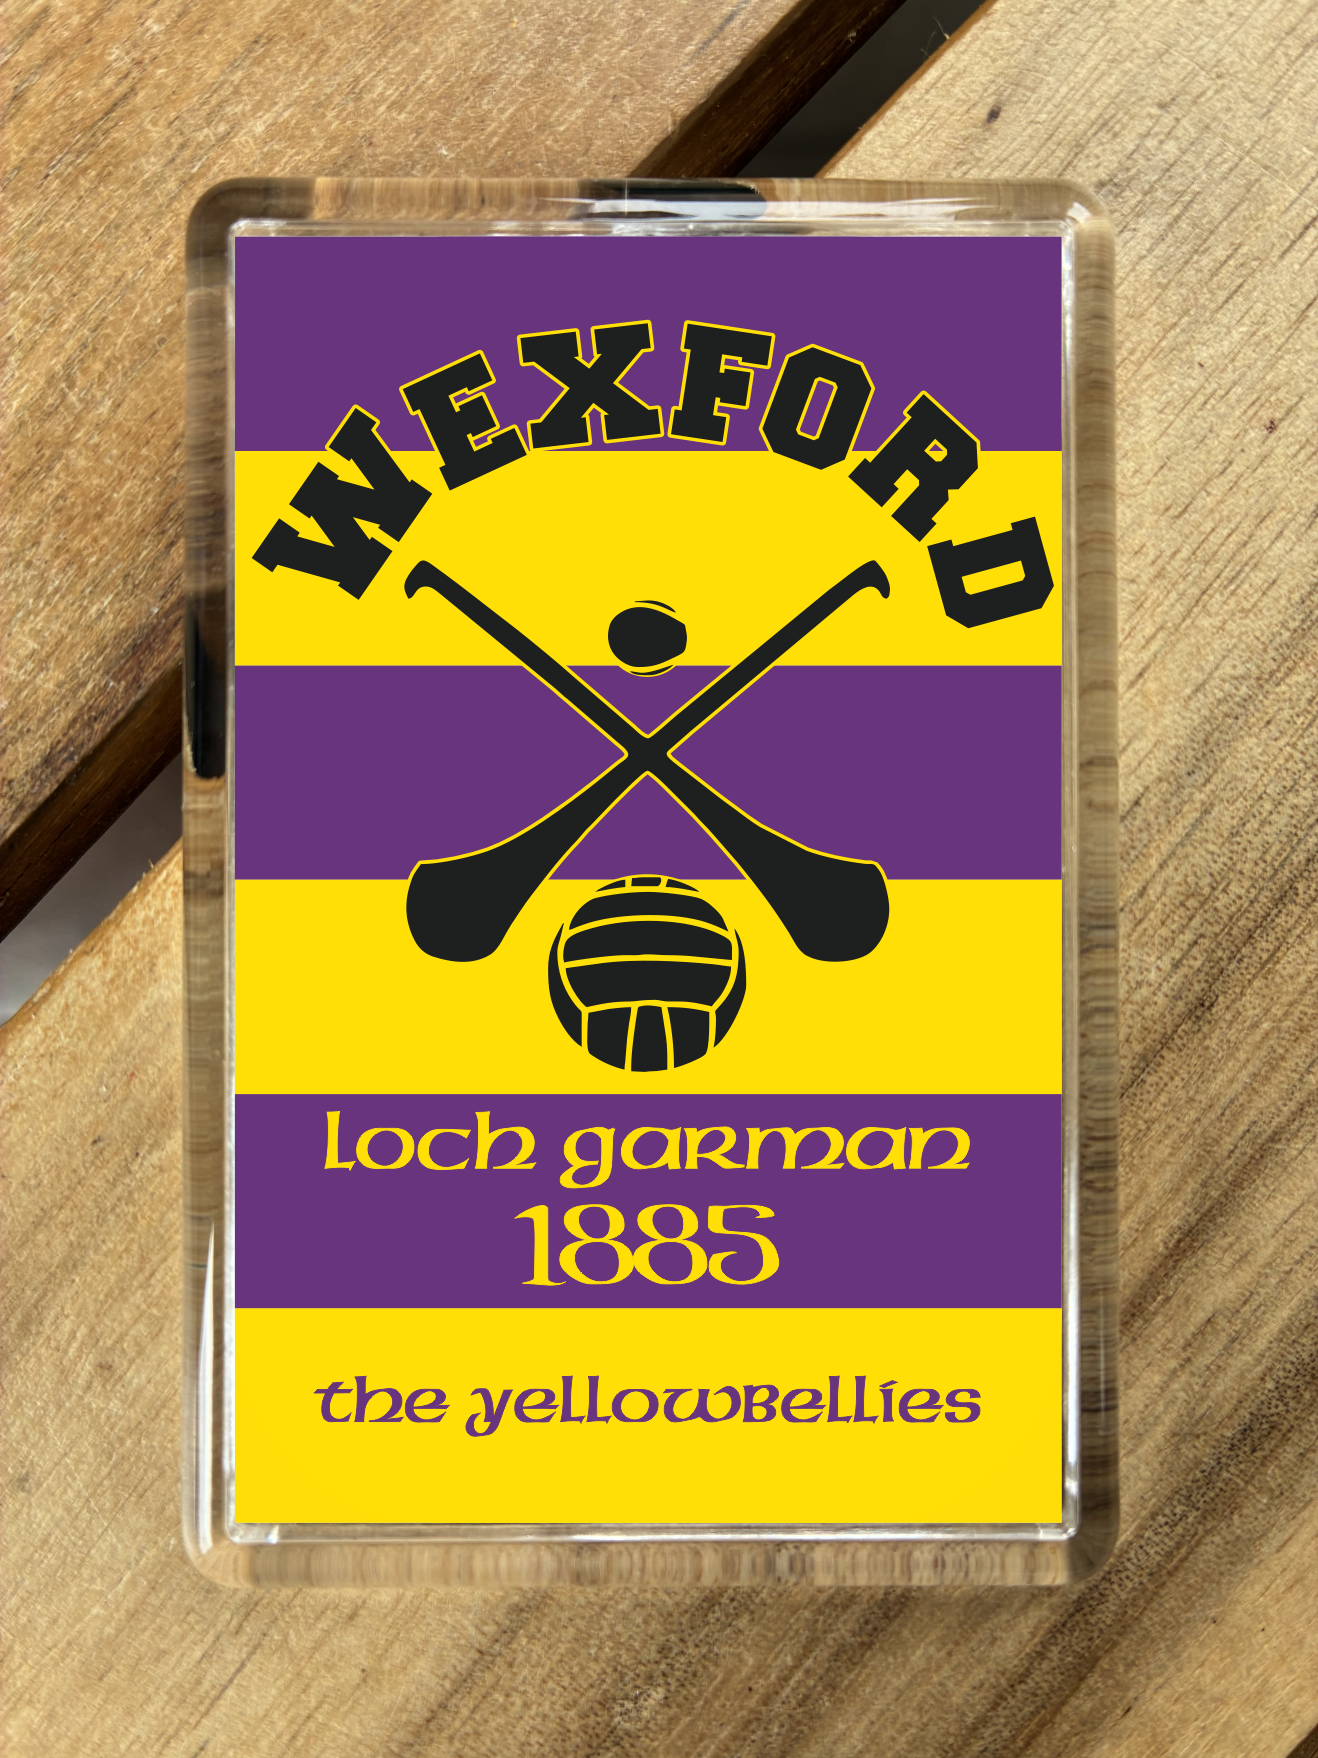 WEXFORD
Loch Garman
1885
the yellowbellies